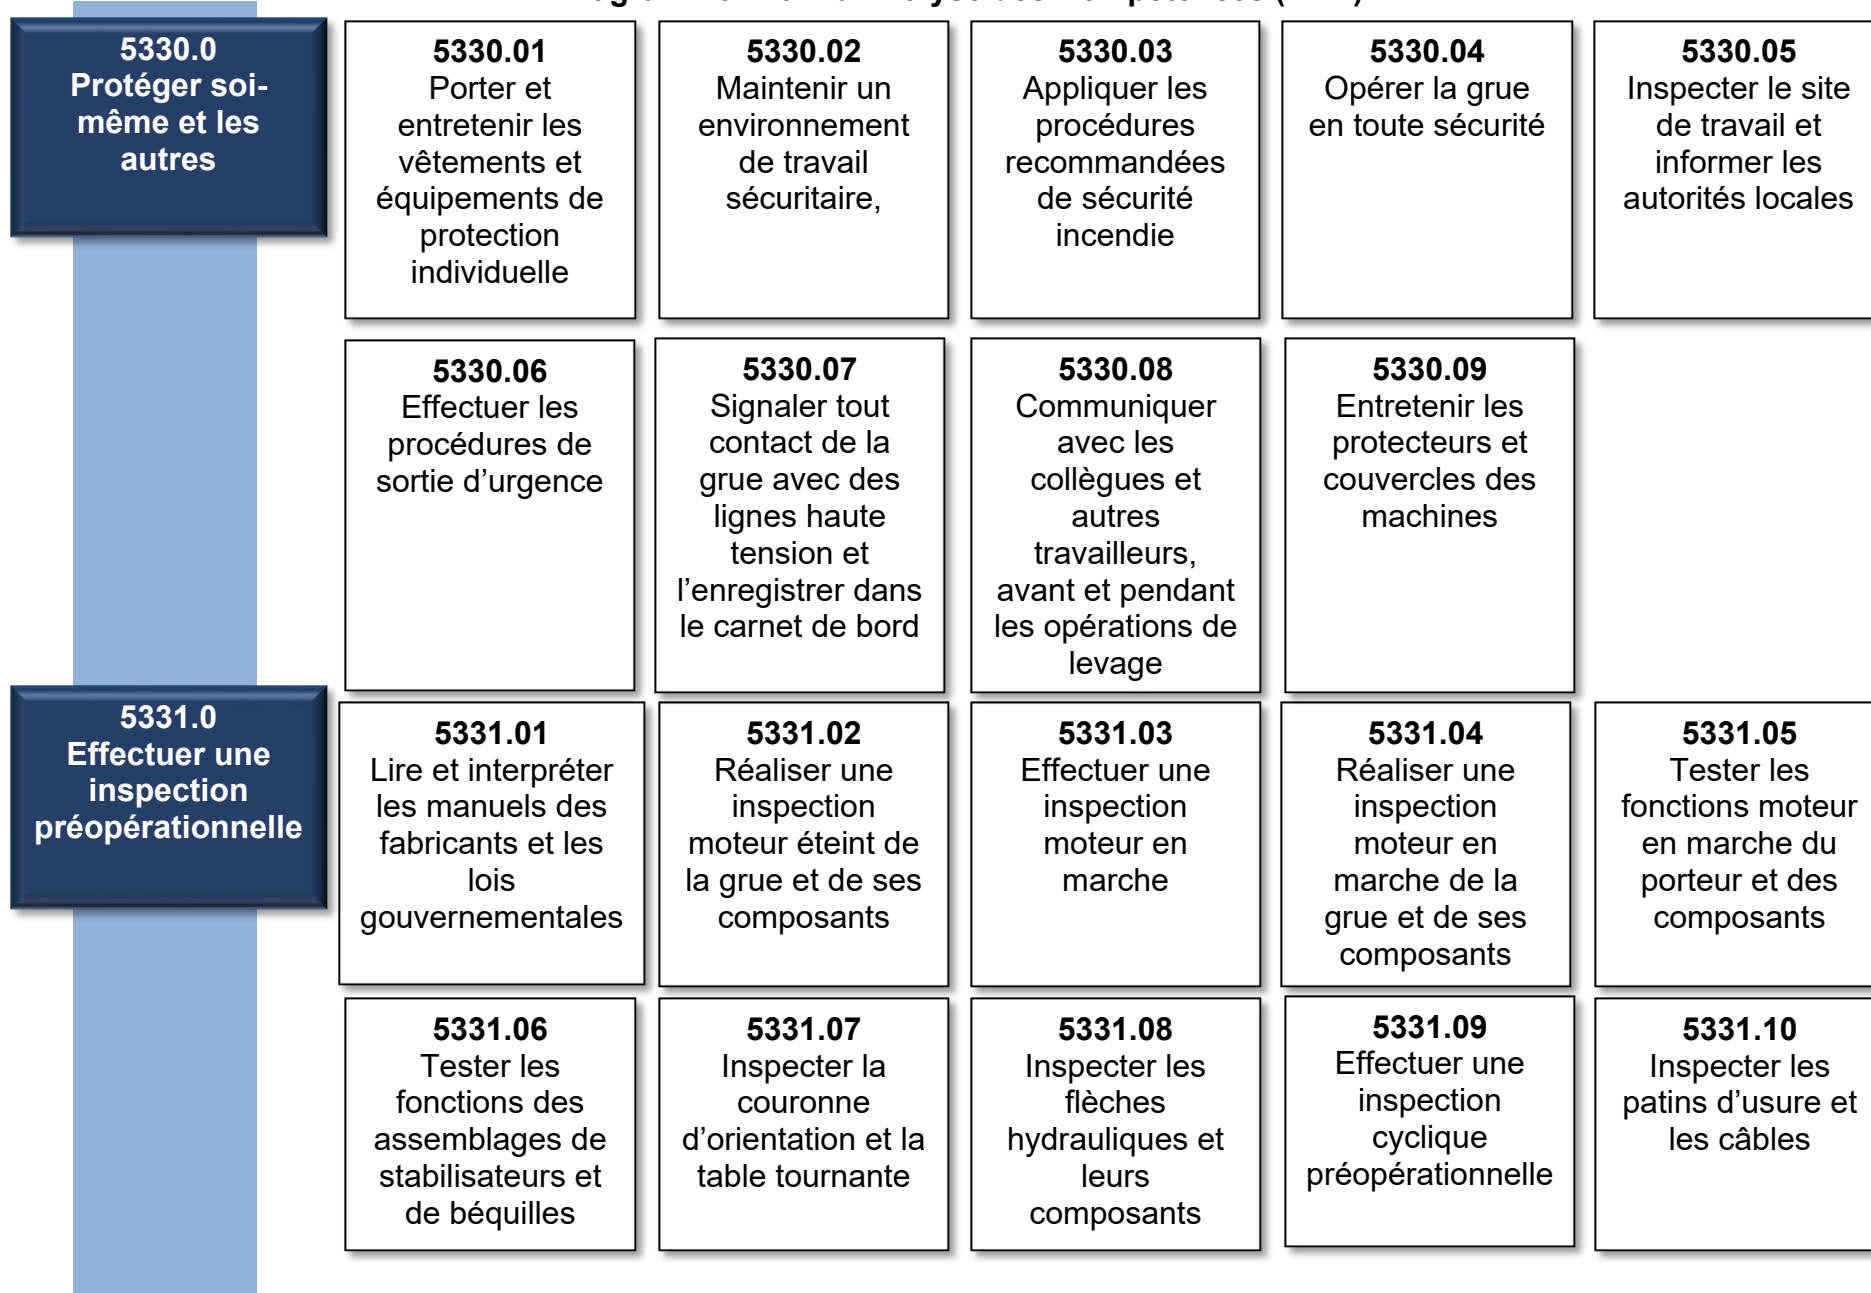 5330.0
Protéger soi-
même et les
autres
5330.01
Porter et
entretenir les
vêtements et
équipements de
protection
individuelle
5330.02
Maintenir un
environnement
de travail
sécuritaire,
5330.03
Appliquer les
procédures
recommandées
de sécurité
incendie
5330.04
Opérer la grue
en toute sécurité
5330.05
Inspecter le site
de travail et
informer les
autorités locales
5330.06
Effectuer les
procédures de
sortie d’urgence
5330.07
Signaler tout
contact de la
grue avec des
lignes haute
tension et
l’enregistrer dans
le carnet de bord
5330.08
Communiquer
avec les
collègues et
autres
travailleurs,
avant et pendant
les opérations de
levage
5330.09
Entretenir les
protecteurs et
couvercles des
machines
5331.0
Effectuer une
inspection
préopérationnelle
5331.01
Lire et interpréter
les manuels des
fabricants et les
lois
gouvernementales
5331.02
Réaliser une
inspection
moteur éteint de
la grue et de ses
composants
5331.03
Effectuer une
inspection
moteur en
marche
5331.04
Réaliser une
inspection
moteur en
marche de la
grue et de ses
composants
5331.05
Tester les
fonctions moteur
en marche du
porteur et des
composants
5331.06
Tester les
fonctions des
assemblages de
stabilisateurs et
de béquilles
5331.07
Inspecter la
couronne
d’orientation et la
table tournante
5331.08
Inspecter les
flèches
hydrauliques et
leurs
composants
5331.09
Effectuer une
inspection
cyclique
préopérationnelle
5331.10
Inspecter les
patins d’usure et
les câbles